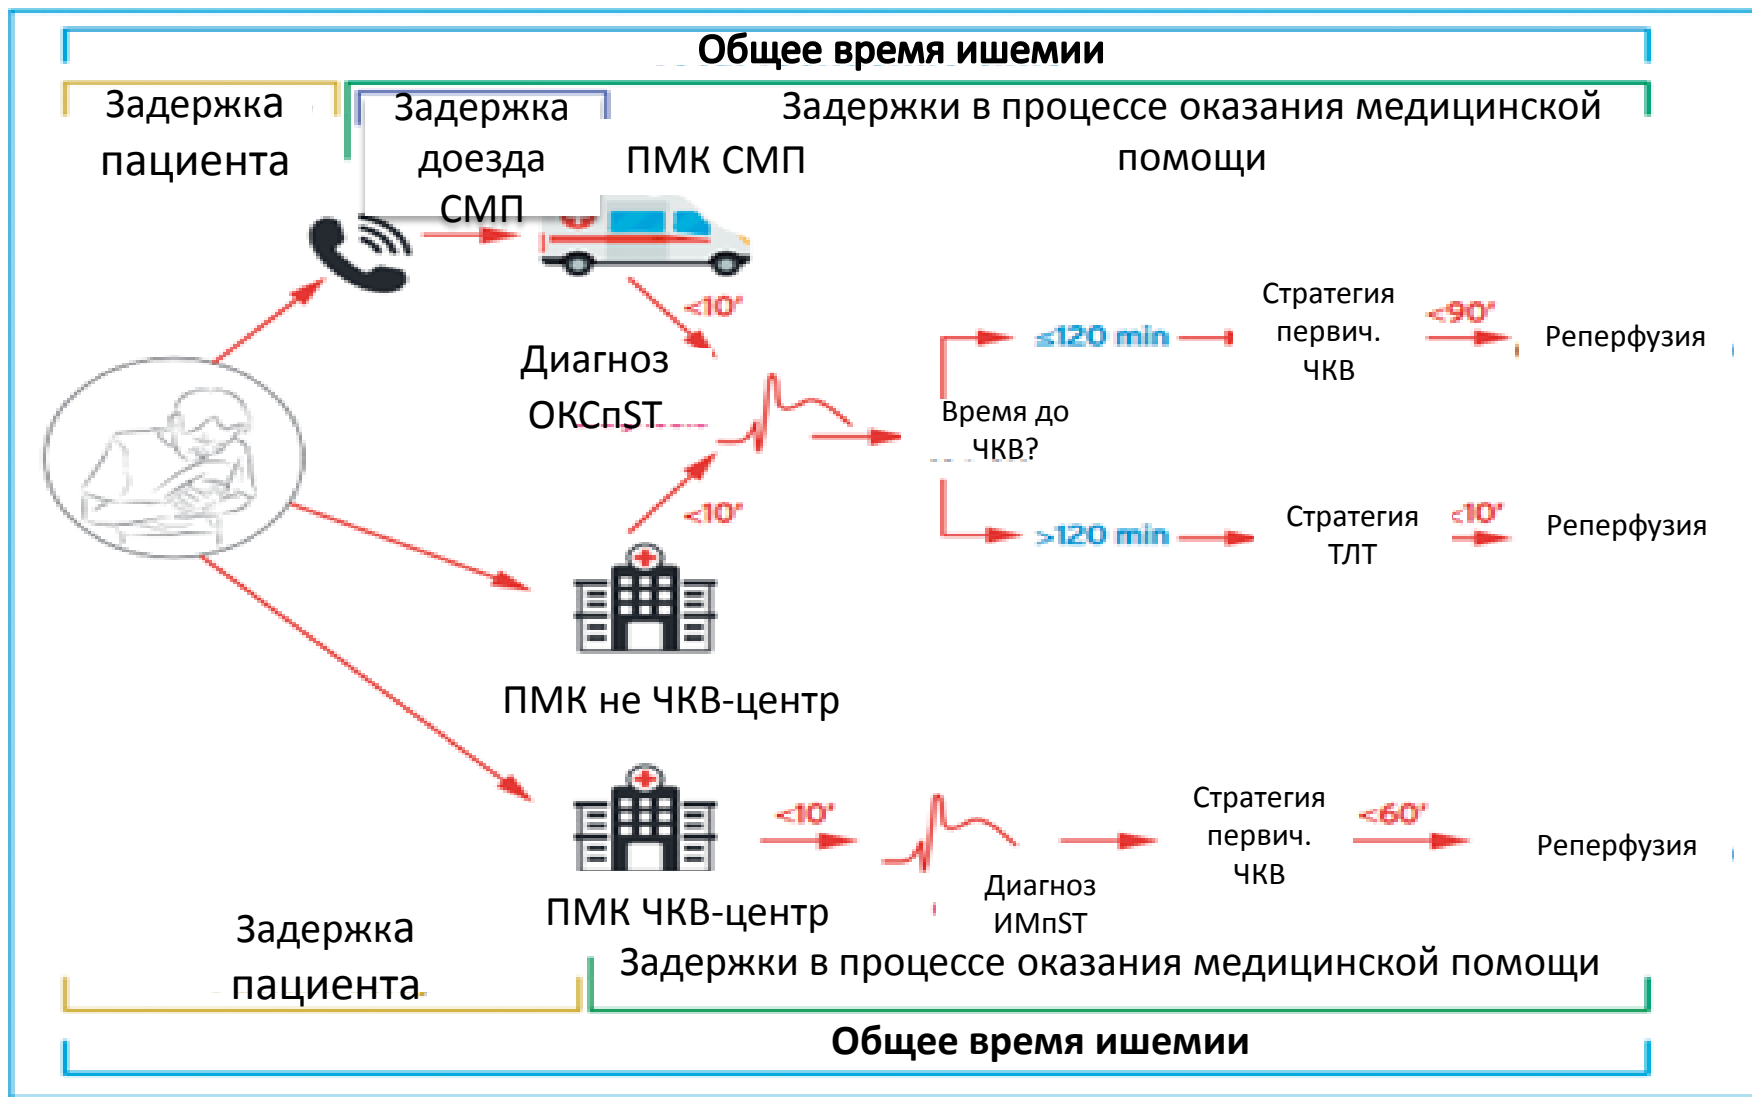 Общее время ишемии
Задержка
пациента
Задержка
доезда
СМП
ПМК СМП
Задержки в процессе оказания медицинской
помощи
<10'
Диагноз
ОКСпST
<10'
Время до
ЧКВ?
≤120 min
Стратегия
первич.
ЧКВ
<90'
Реперфузия
>120 min
Стратегия
ТЛТ
<10'
Реперфузия
ПМК не ЧКВ-центр
ПМК ЧКВ-центр
<10'
Диагноз
ИМпST
Стратегия
первич.
ЧКВ
<60'
Реперфузия
Задержка
пациента
Задержки в процессе оказания медицинской помощи
Общее время ишемии